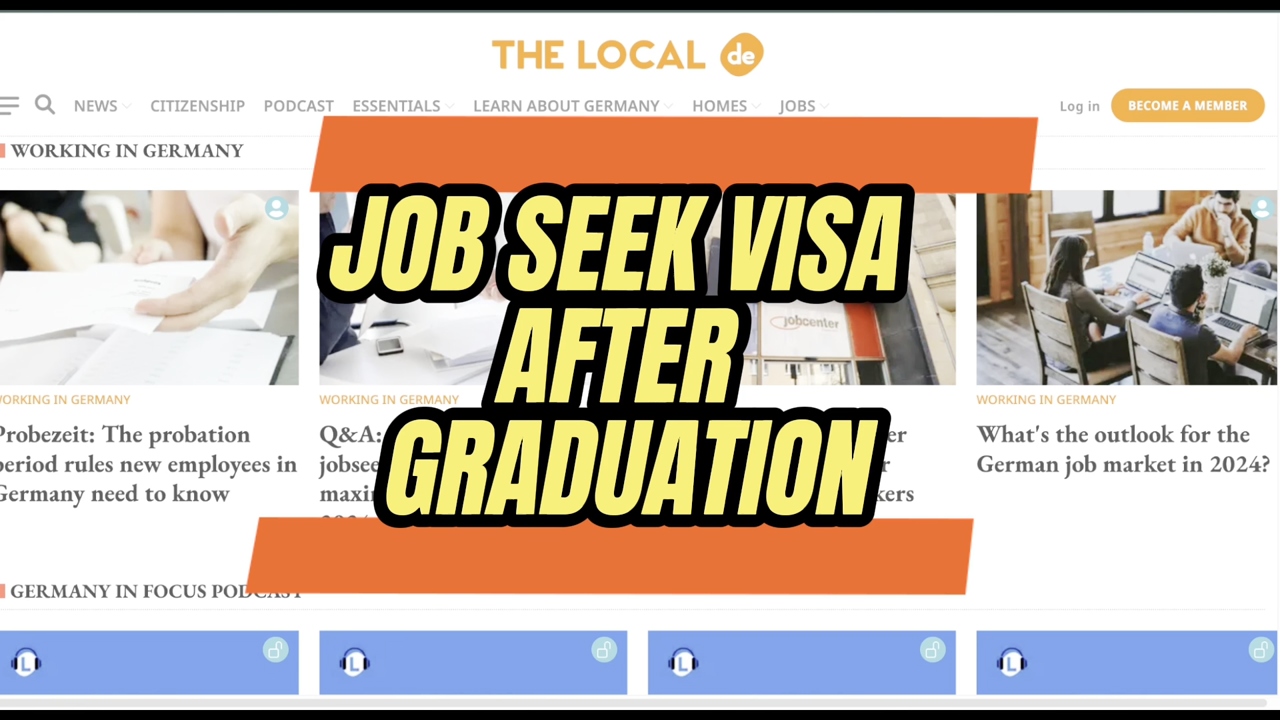 THE LOCAL de
NEWS CITIZENSHIP PODCAST ESSENTIALS LEARN ABOUT GERMANY HOMES JOBS Log in BECOME A MEMBER
WORKING IN GERMANY
JOB SEEK VISA
AFTER
GRADUATION
jobcenter
WORKING IN GERMANY
Probezeit: The probation
period rules new employees in
Germany need to know
WORKING IN GERMANY
Q&A:
jobsee
maxi
WORKING IN GERMANY
What's the outlook for the
German job market in 2024?
GERMANY IN FOCUS PODCAST
L
L
L
L